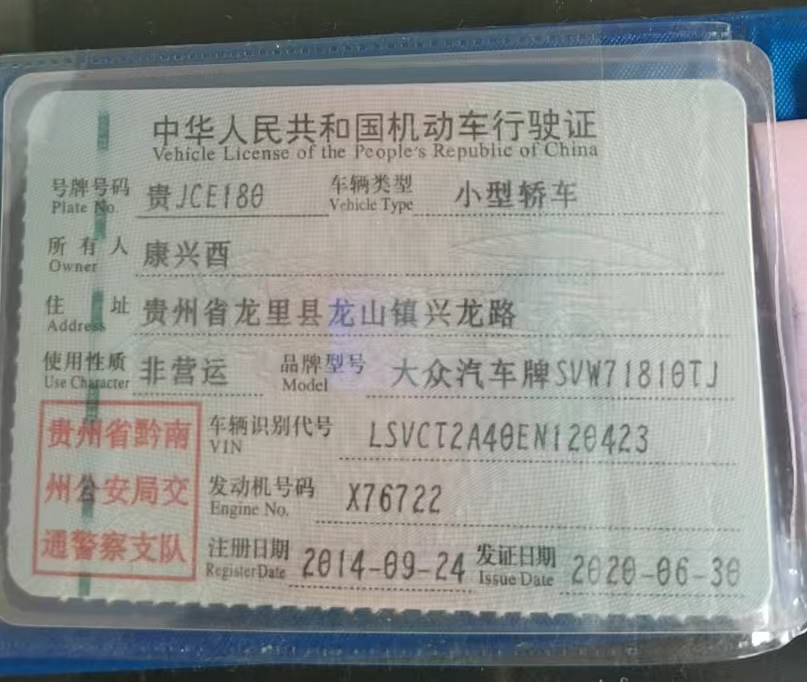 中华人民共和国机动车行驶证
Vehicle License of the People's Republic of China
号牌号码 贵JCE180 车辆类型 小型轿车
Plate No. Vehicle Type
所有人 康兴酉
Owner
住址 贵州省龙里县龙山镇兴龙路
Address
使用性质 非营运 品牌型号 大众汽车牌SVW71810TJ
Use Character Model
贵州省黔南
州公安局交
通警察支队
车辆识别代号 LSVCT2A40EN120423
VIN
发动机号码 X76722
Engine No.
注册日期 2014-09-24 发证日期 2020-06-30
Register Date Issue Date